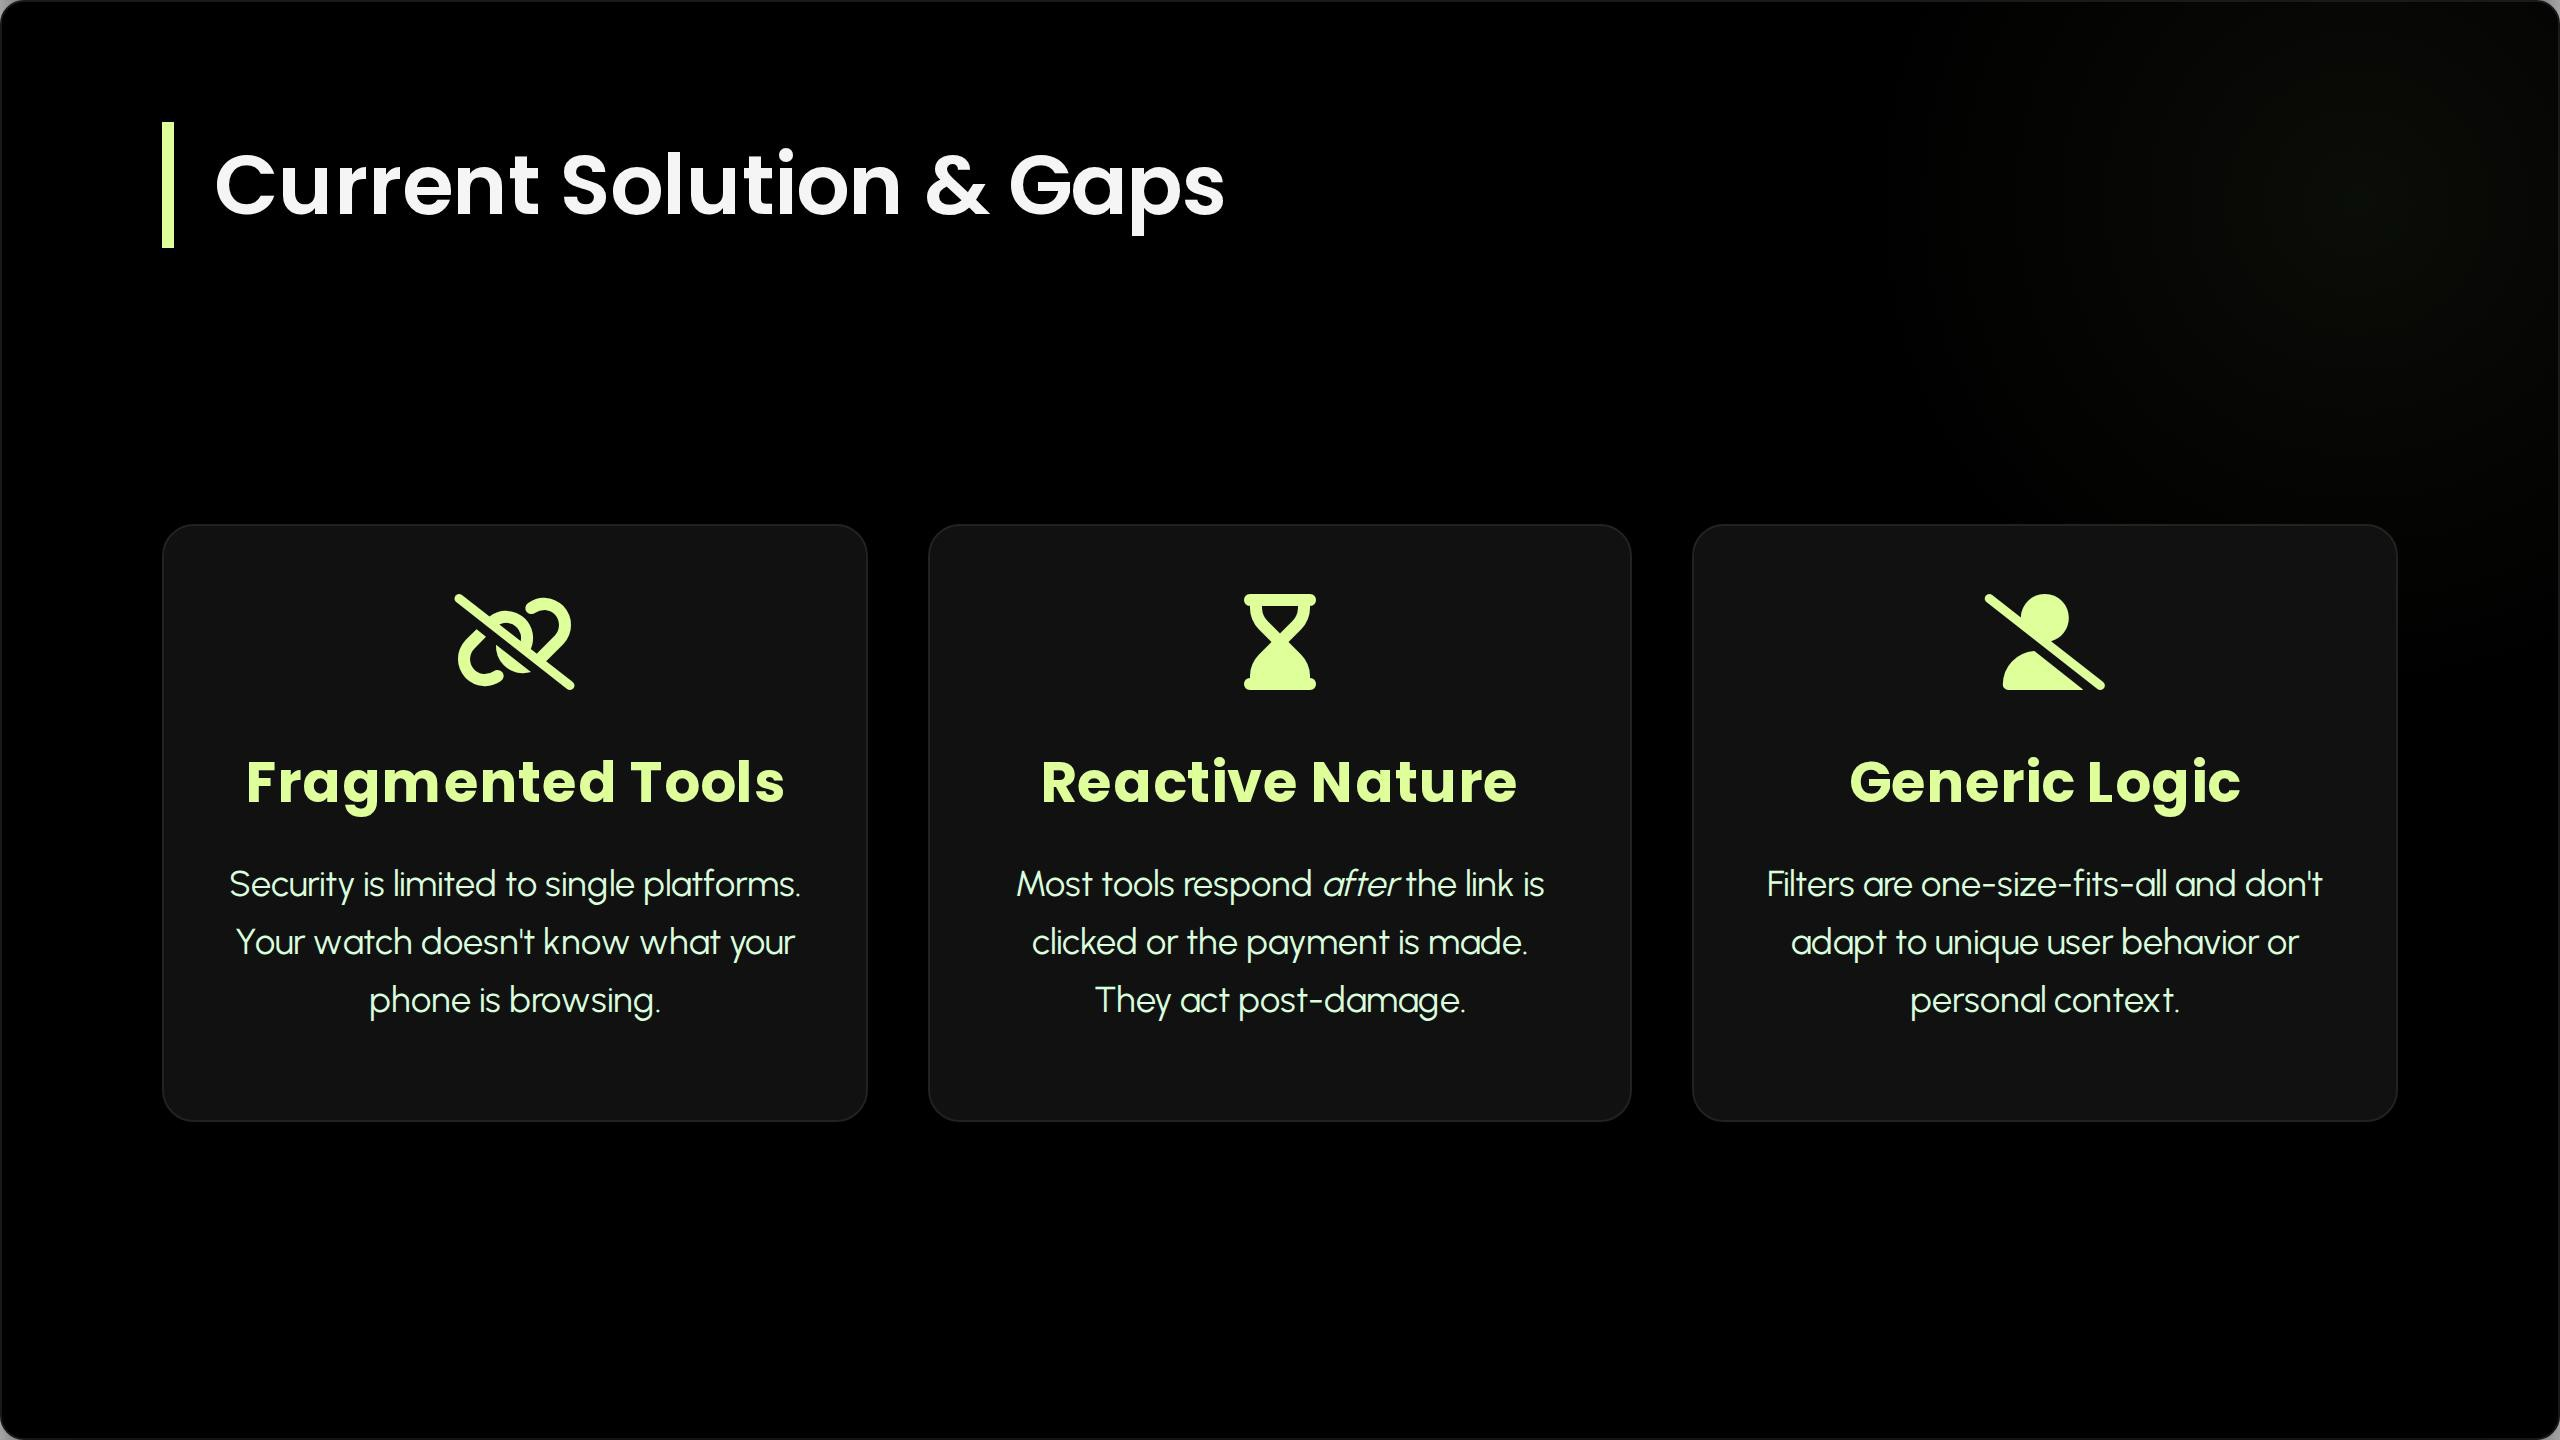 Current Solution & Gaps
Fragmented Tools
Security is limited to single platforms.
Your watch doesn't know what your
phone is browsing.
Reactive Nature
Most tools respond after the link is
clicked or the payment is made.
They act post-damage.
Generic Logic
Filters are one-size-fits-all and don't
adapt to unique user behavior or
personal context.